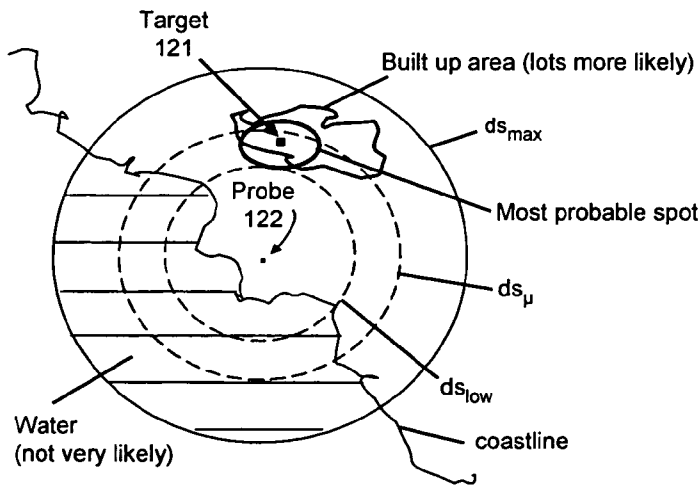 Target
121
Built up area (lots more likely)
ds_max
Probe
122
Most probable spot
ds_μ
ds_low
Water
(not very likely)
coastline